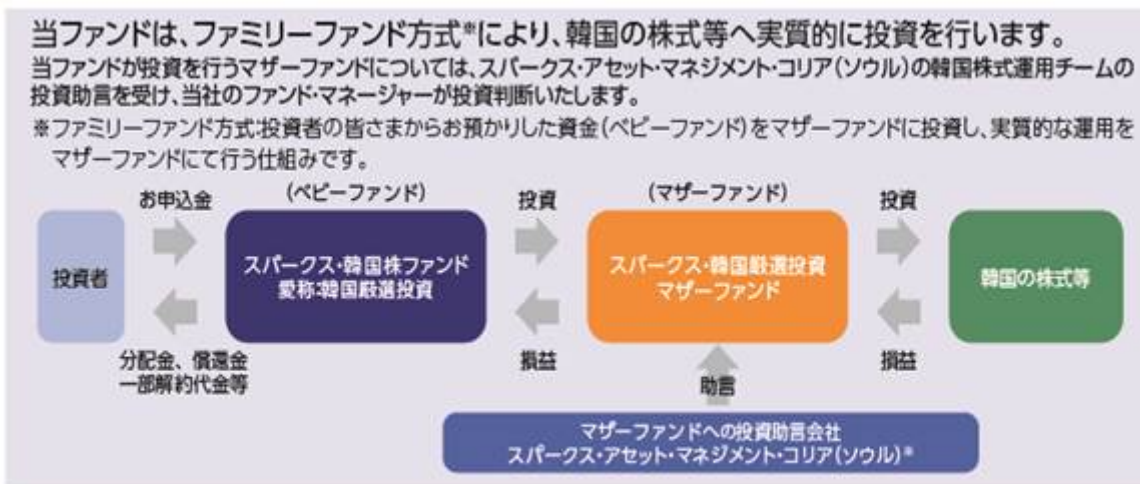 当ファンドは、ファミリーファンド方式※により、韓国の株式等へ実質的に投資を行います。
当ファンドが投資を行うマザーファンドについては、スパークス・アセット・マネジメント・コリア(ソウル)の韓国株式運用チームの
投資助言を受け、当社のファンド・マネージャーが投資判断いたします。
※ファミリーファンド方式:投資者の皆さまからお預かりした資金(ベビーファンド)をマザーファンドに投資し、実質的な運用を
マザーファンドにて行う仕組みです。
お申込金
(ベビーファンド)
投資
(マザーファンド)
投資
投資者
スパークス・韓国株ファンド
愛称:韓国厳選投資
スパークス・韓国厳選投資
マザーファンド
韓国の株式等
分配金、償還金
一部解約代金等
損益
助言
損益
マザーファンドへの投資助言会社
スパークス・アセット・マネジメント・コリア(ソウル)※